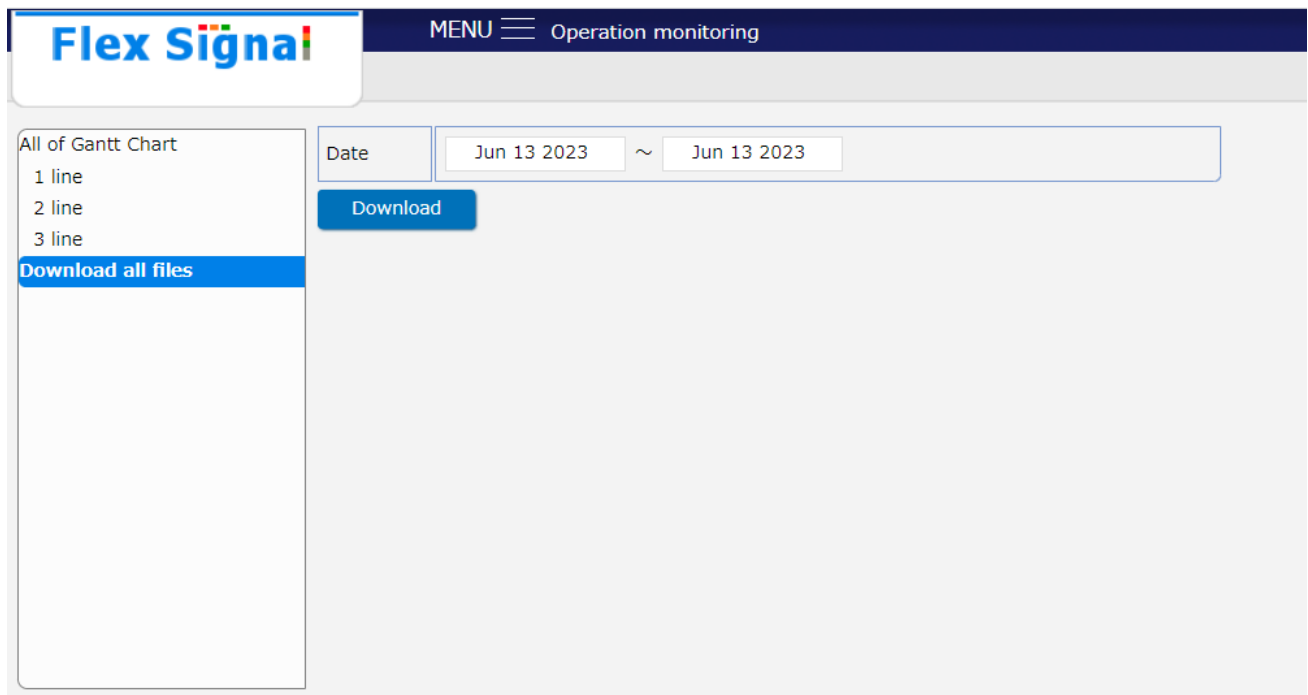 Flex Signal
MENU Operation monitoring
All of Gantt Chart
1 line
2 line
3 line
Download all files
Date Jun 13 2023 ～ Jun 13 2023
Download